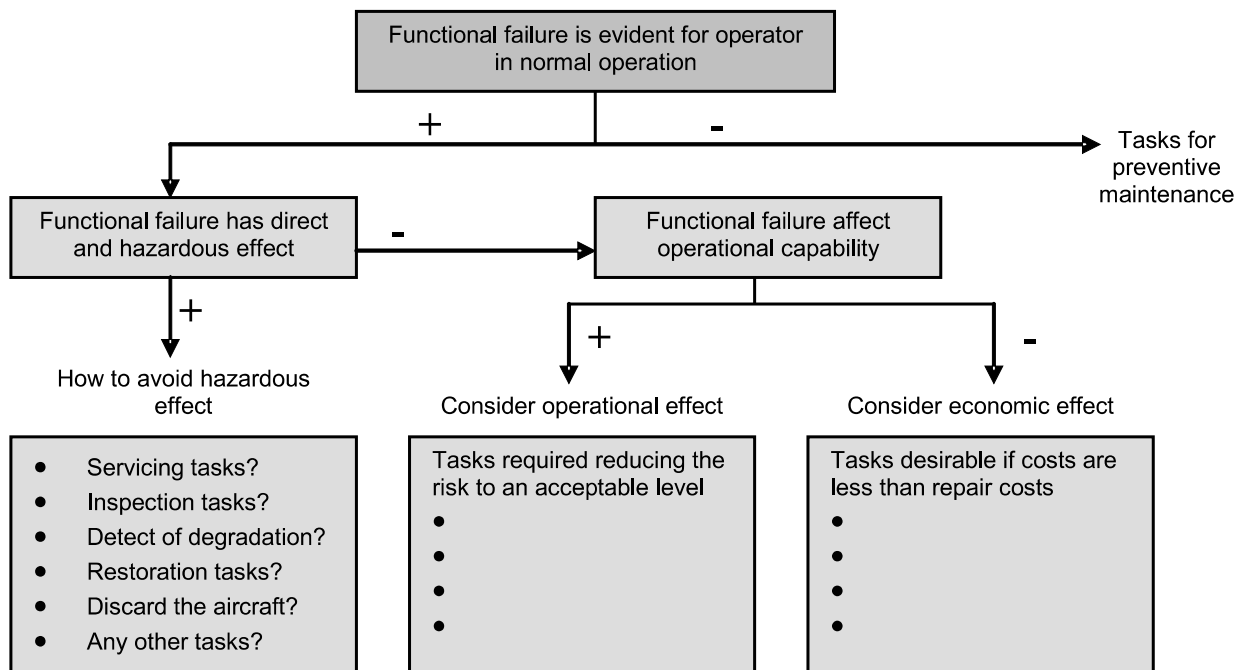 Functional failure is evident for operator
in normal operation
+
-
Tasks for
preventive
maintenance
Functional failure has direct
and hazardous effect
-
Functional failure affect
operational capability
+
+
-
How to avoid hazardous
effect
Consider operational effect
Consider economic effect
• Servicing tasks?
• Inspection tasks?
• Detect of degradation?
• Restoration tasks?
• Discard the aircraft?
• Any other tasks?
Tasks required reducing the
risk to an acceptable level
•
•
•
•
Tasks desirable if costs are
less than repair costs
•
•
•
•